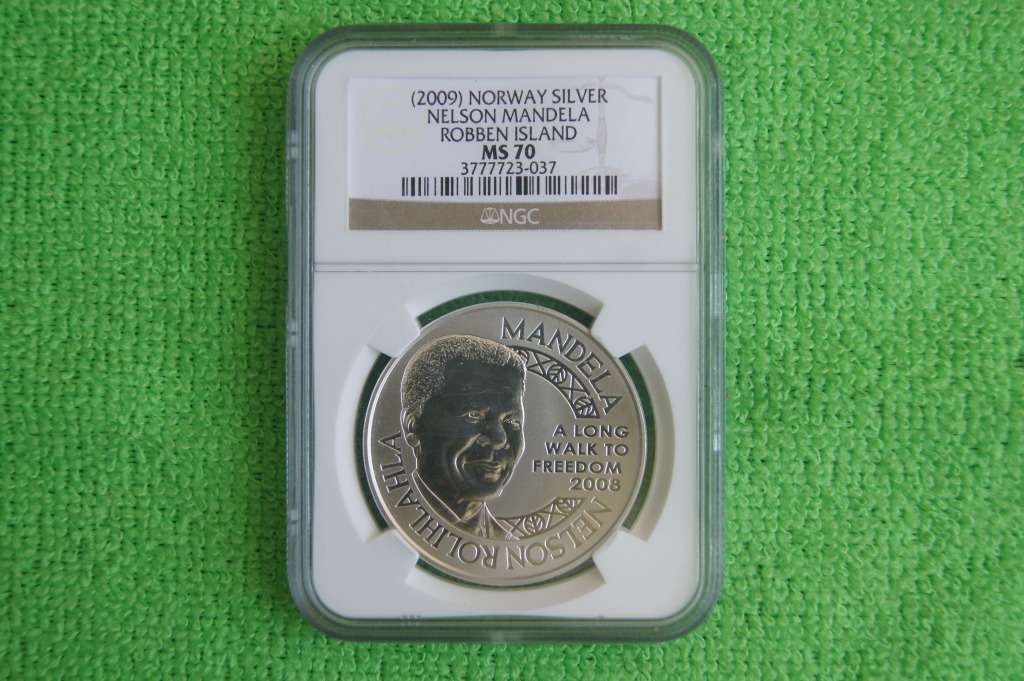 (2009) NORWAY SILVER
NELSON MANDELA
ROBBEN ISLAND
MS 70
3777723-037
NGC
NELSON ROLIHLAHLA MANDELA
A LONG
WALK TO
FREEDOM
2008